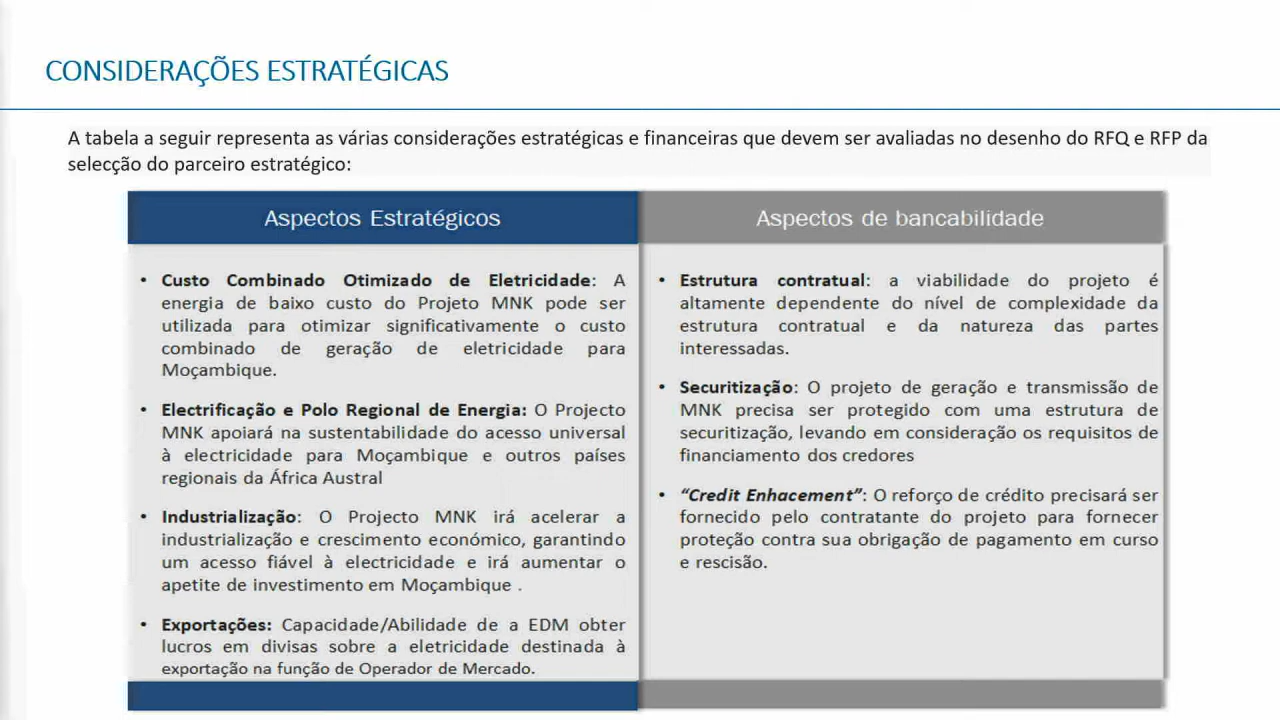 CONSIDERAÇÕES ESTRATÉGICAS
A tabela a seguir representa as várias considerações estratégicas e financeiras que devem ser avaliadas no desenho do RFQ e RFP da
selecção do parceiro estratégico:
Aspectos Estratégicos
• Custo Combinado Otimizado de Eletricidade: A
energia de baixo custo do Projeto MNK pode ser
utilizada para otimizar significativamente o custo
combinado de geração de eletricidade para
Moçambique.
• Electrificação e Polo Regional de Energia: O Projecto
MNK apoiará na sustentabilidade do acesso universal
à electricidade para Moçambique e outros países
regionais da África Austral
• Industrialização: O Projecto MNK irá acelerar a
industrialização e crescimento económico, garantindo
um acesso fiável à electricidade e irá aumentar o
apetite de investimento em Moçambique .
• Exportações: Capacidade/Abilidade de a EDM obter
lucros em divisas sobre a eletricidade destinada à
exportação na função de Operador de Mercado.
Aspectos de bancabilidade
• Estrutura contratual: a viabilidade do projeto é
altamente dependente do nível de complexidade da
estrutura contratual e da natureza das partes
interessadas.
• Securitização: O projeto de geração e transmissão de
MNK precisa ser protegido com uma estrutura de
securitização, levando em consideração os requisitos de
financiamento dos credores
• “Credit Enhacement”: O reforço de crédito precisará ser
fornecido pelo contratante do projeto para fornecer
proteção contra sua obrigação de pagamento em curso
e rescisão.